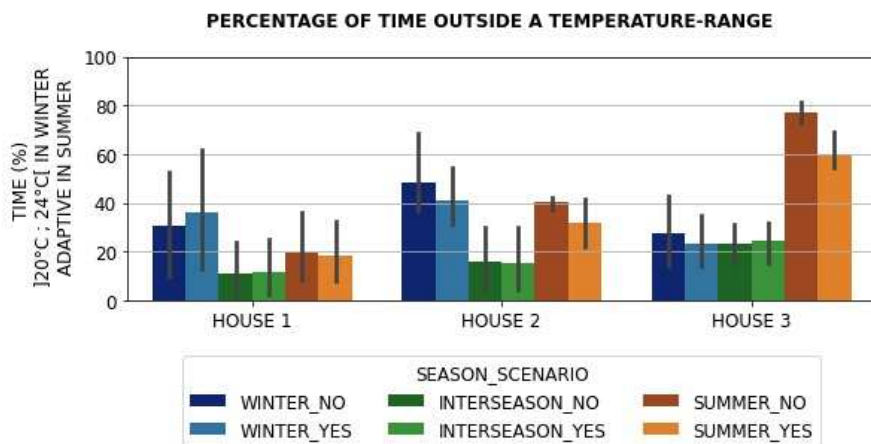 PERCENTAGE OF TIME OUTSIDE A TEMPERATURE-RANGE
TIME (%)
]20°C ; 24°C[ IN WINTER
ADAPTIVE IN SUMMER
100
80
60
40
20
0
HOUSE 1 HOUSE 2 HOUSE 3
SEASON_SCENARIO
WINTER_NO INTERSEASON_NO SUMMER_NO
WINTER_YES INTERSEASON_YES SUMMER_YES